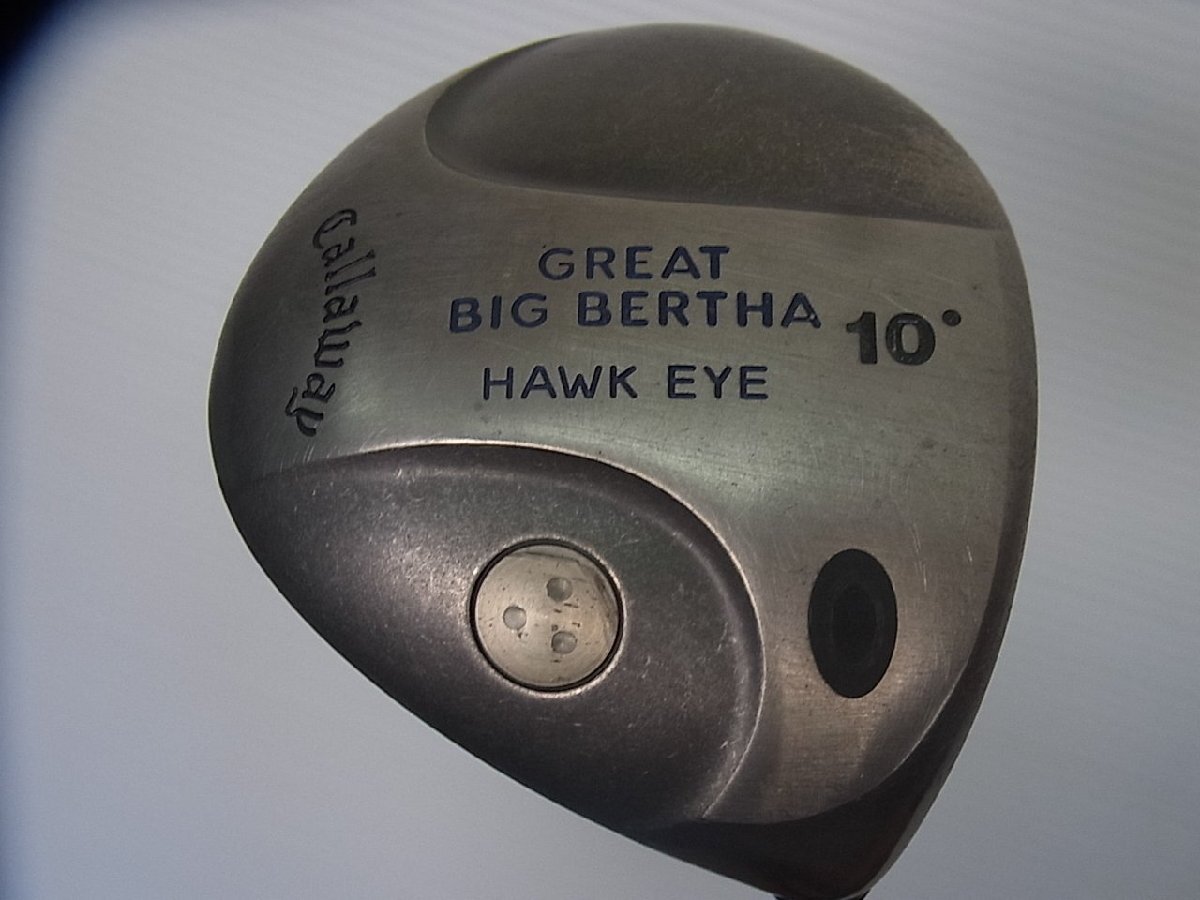 Callaway
GREAT
BIG BERTHA
HAWK EYE
10°